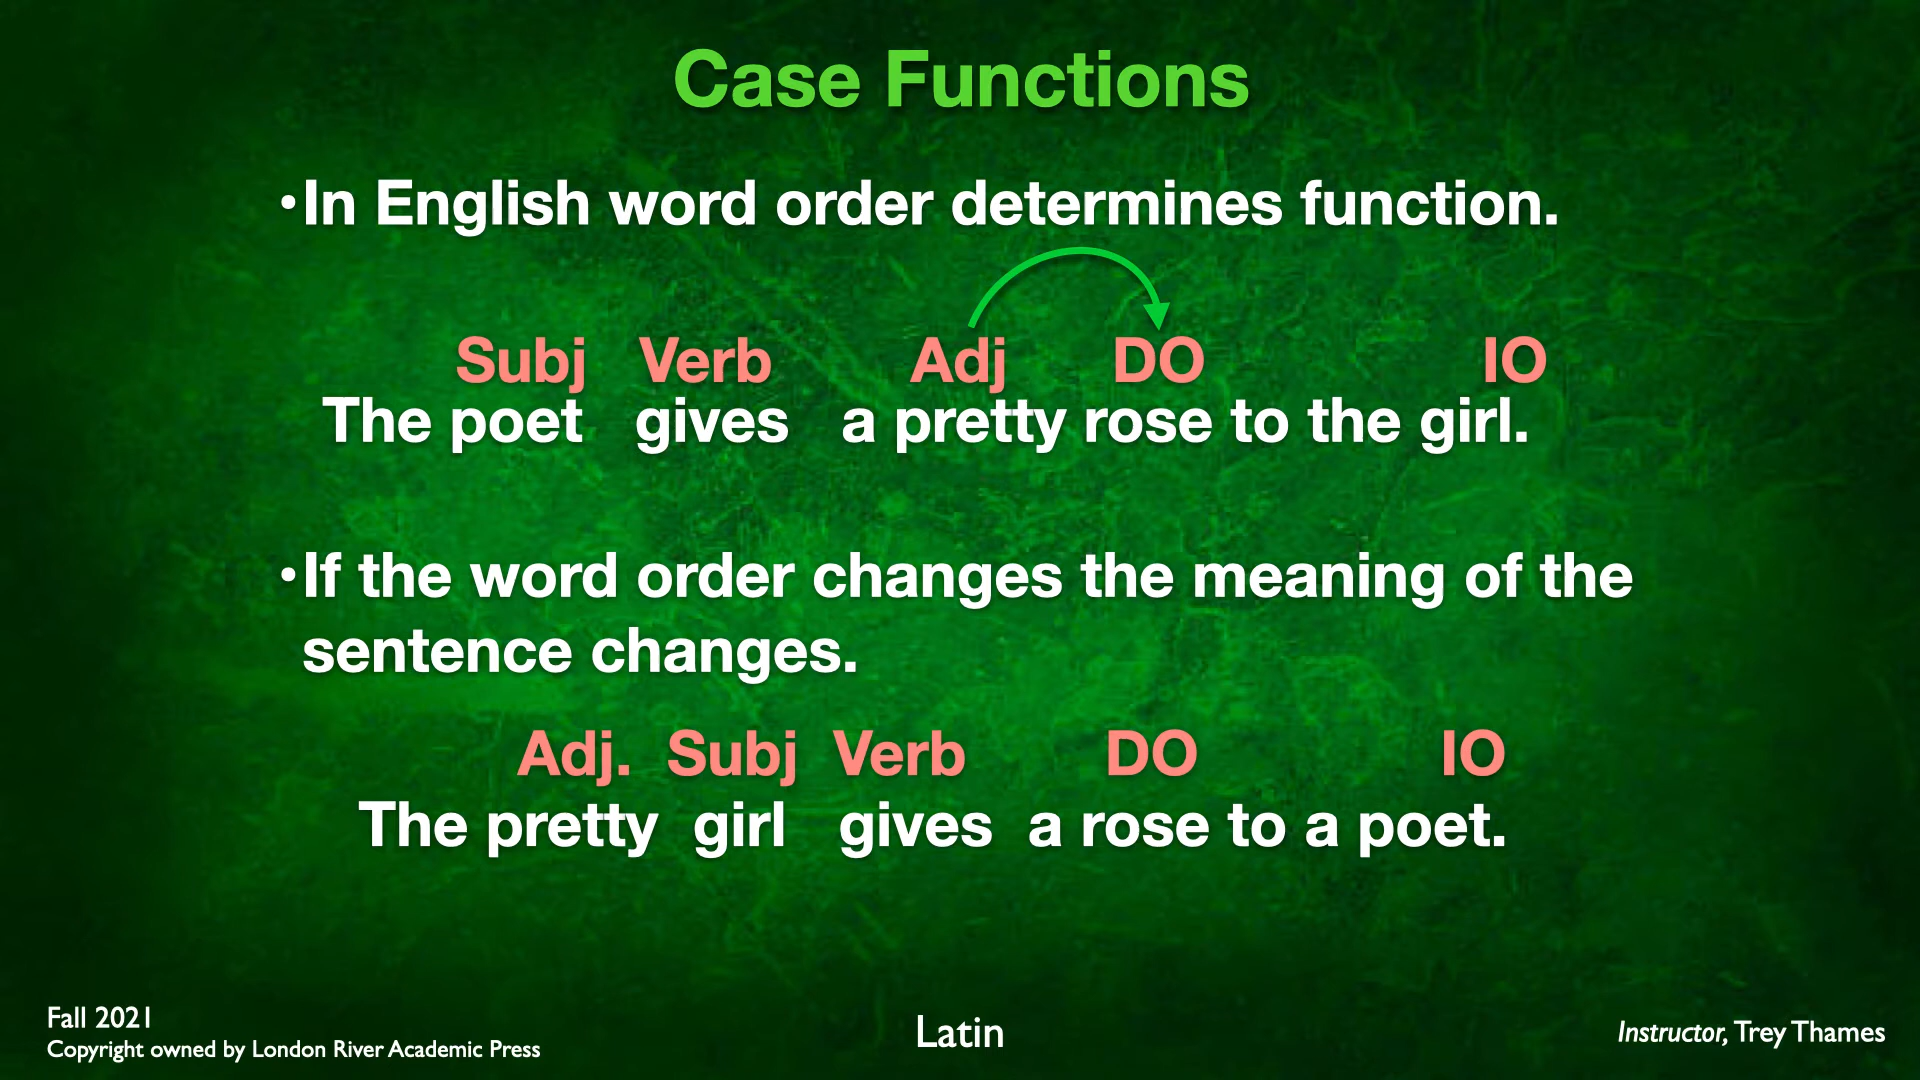 Case Functions
•In English word order determines function.
Subj Verb Adj DO IO
The poet gives a pretty rose to the girl.
•If the word order changes the meaning of the
sentence changes.
Adj. Subj Verb DO IO
The pretty girl gives a rose to a poet.
Fall 2021
Copyright owned by London River Academic Press
Latin
Instructor, Trey Thames